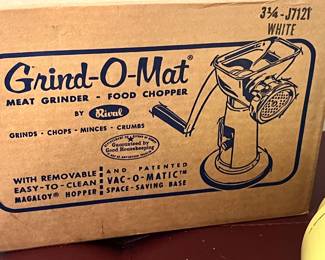 3¼-J7121
WHITE
Grind-O-Mat®
MEAT GRINDER - FOOD CHOPPER
BY Rival
GRINDS - CHOPS - MINCES - CRUMBS
Guaranteed by
Good Housekeeping
WITH REMOVABLE
EASY-TO-CLEAN
MAGALOY® HOPPER
AND PATENTED
VAC-O-MATIC™
SPACE-SAVING BASE